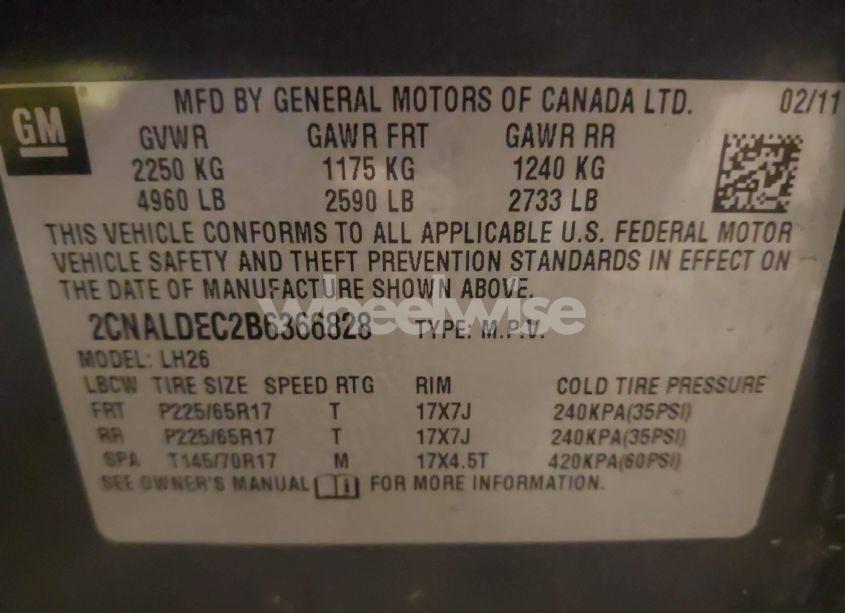 GM
MFD BY GENERAL MOTORS OF CANADA LTD. 02/11
GVWR GAWR FRT GAWR RR
2250 KG 1175 KG 1240 KG
4960 LB 2590 LB 2733 LB
THIS VEHICLE CONFORMS TO ALL APPLICABLE U.S. FEDERAL MOTOR
VEHICLE SAFETY AND THEFT PREVENTION STANDARDS IN EFFECT ON
THE DATE OF MANUFACTURE SHOWN ABOVE.
wheelwise
2CNALDEC2B6366828 TYPE: M.P.V.
MODEL: LH26
LBCW TIRE SIZE SPEED RTG RIM COLD TIRE PRESSURE
FRT P225/65R17 T 17X7J 240KPA(35PSI)
RR P225/65R17 T 17X7J 240KPA(35PSI)
SPA T145/70R17 M 17X4.5T 420KPA(60PSI)
SEE OWNER'S MANUAL i FOR MORE INFORMATION.